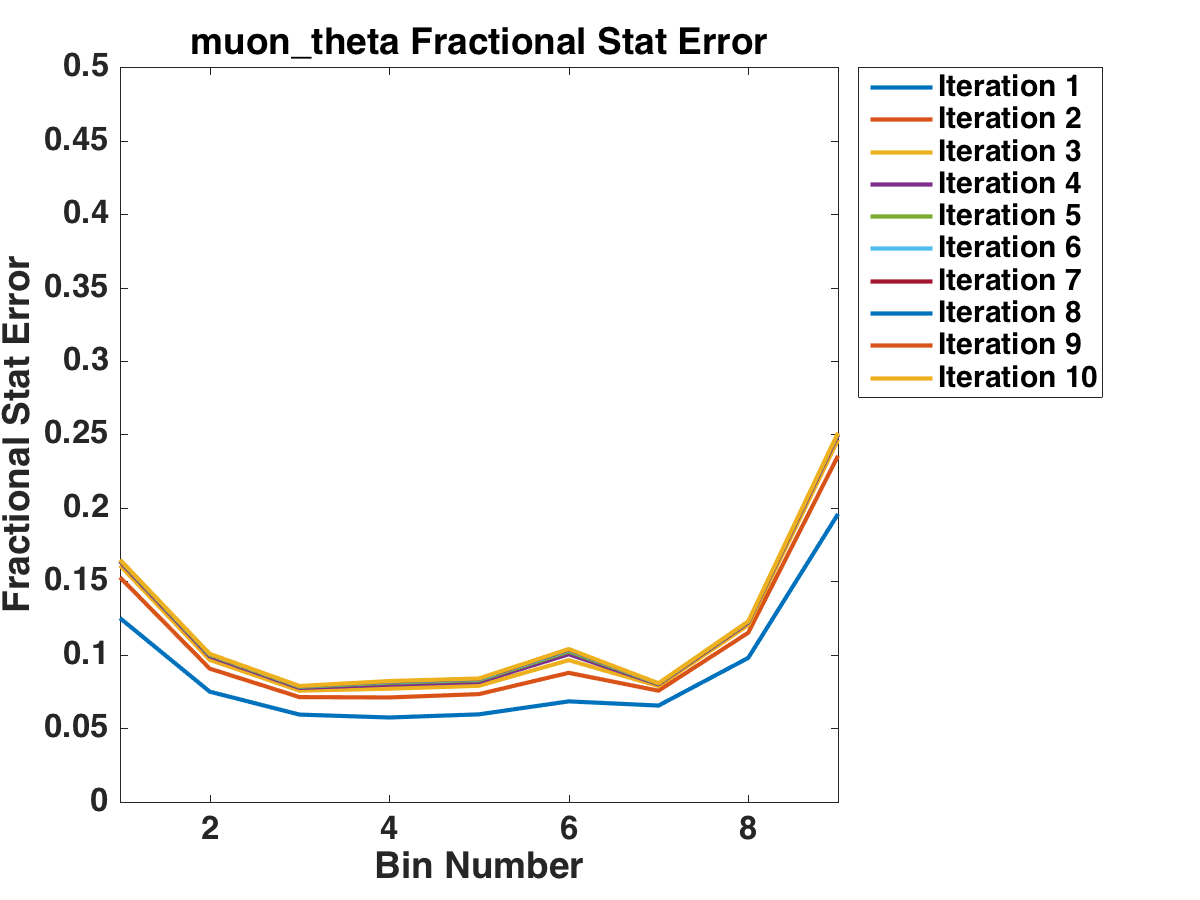 muon_theta Fractional Stat Error
0.5
0.45
0.4
0.35
0.3
0.25
0.2
0.15
0.1
0.05
0
Fractional Stat Error
2 4 6 8
Bin Number
Iteration 1
Iteration 2
Iteration 3
Iteration 4
Iteration 5
Iteration 6
Iteration 7
Iteration 8
Iteration 9
Iteration 10